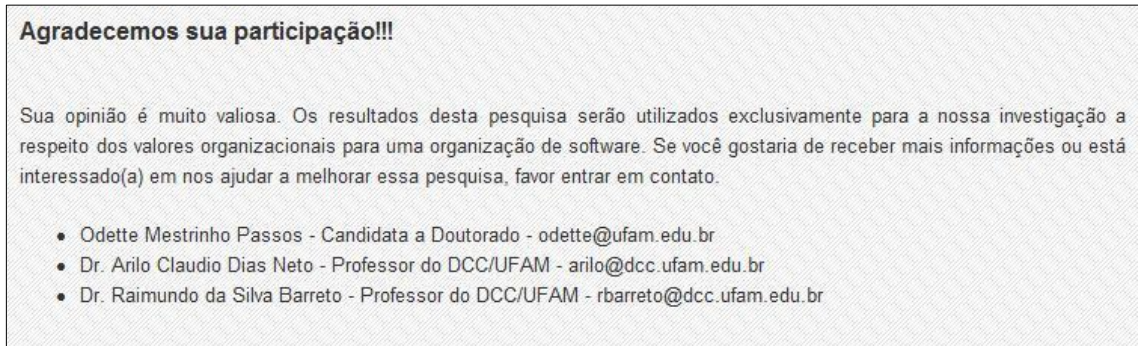 Agradecemos sua participação!!!
Sua opinião é muito valiosa. Os resultados desta pesquisa serão utilizados exclusivamente para a nossa investigação a
respeito dos valores organizacionais para uma organização de software. Se você gostaria de receber mais informações ou está
interessado(a) em nos ajudar a melhorar essa pesquisa, favor entrar em contato.
• Odette Mestrinho Passos - Candidata a Doutorado - odette@ufam.edu.br
• Dr. Arilo Claudio Dias Neto - Professor do DCC/UFAM - arilo@dcc.ufam.edu.br
• Dr. Raimundo da Silva Barreto - Professor do DCC/UFAM - rbarreto@dcc.ufam.edu.br